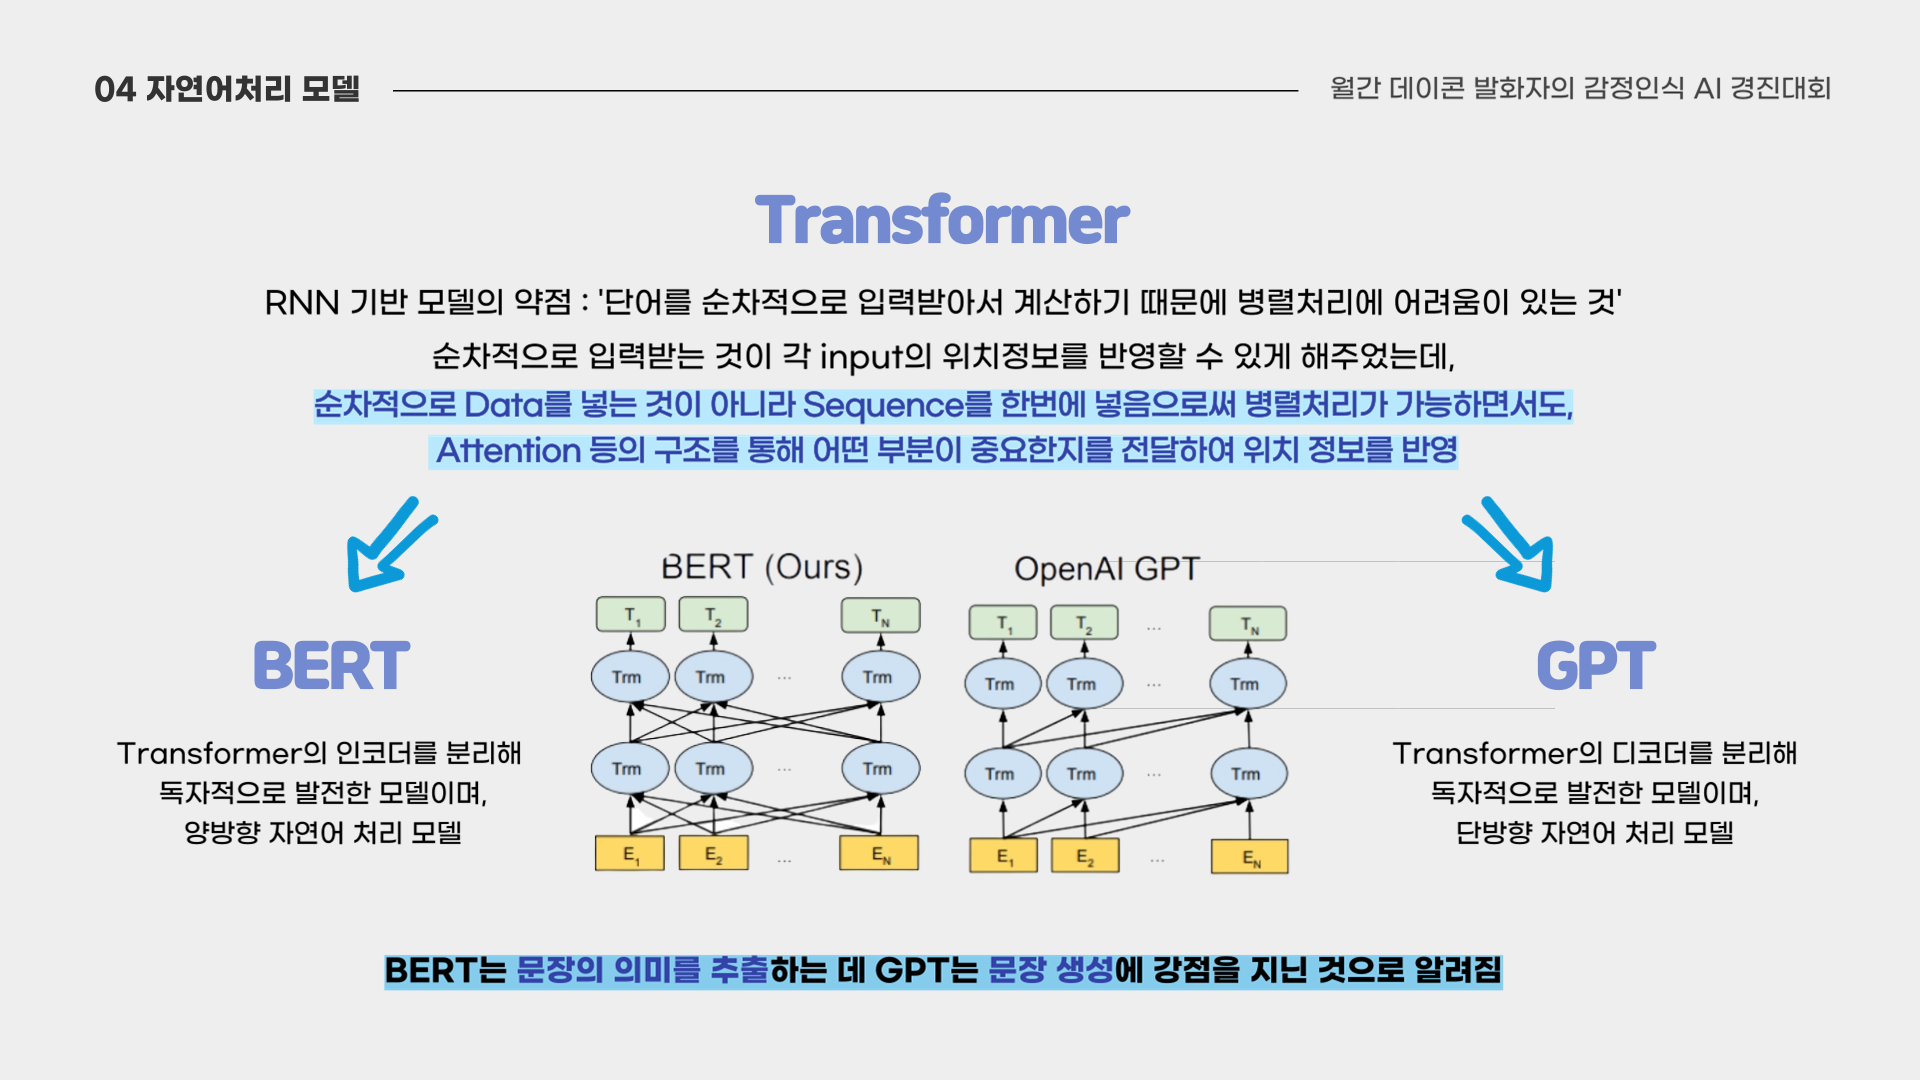 04 자연어처리 모델
월간 데이콘 발화자의 감정인식 AI 경진대회
Transformer
RNN 기반 모델의 약점 : '단어를 순차적으로 입력받아서 계산하기 때문에 병렬처리에 어려움이 있는 것'
순차적으로 입력받는 것이 각 input의 위치정보를 반영할 수 있게 해주었는데,
순차적으로 Data를 넣는 것이 아니라 Sequence를 한번에 넣음으로써 병렬처리가 가능하면서도,
Attention 등의 구조를 통해 어떤 부분이 중요한지를 전달하여 위치 정보를 반영
BERT
Transformer의 인코더를 분리해
독자적으로 발전한 모델이며,
양방향 자연어 처리 모델
BERT (Ours)
T1 T2 TN
Trm Trm ... Trm
Trm Trm ... Trm
E1 E2 ... EN
OpenAI GPT
T1 T2 ... TN
Trm Trm ... Trm
Trm Trm ... Trm
E1 E2 ... EN
GPT
Transformer의 디코더를 분리해
독자적으로 발전한 모델이며,
단방향 자연어 처리 모델
BERT는 문장의 의미를 추출하는 데 GPT는 문장 생성에 강점을 지닌 것으로 알려짐